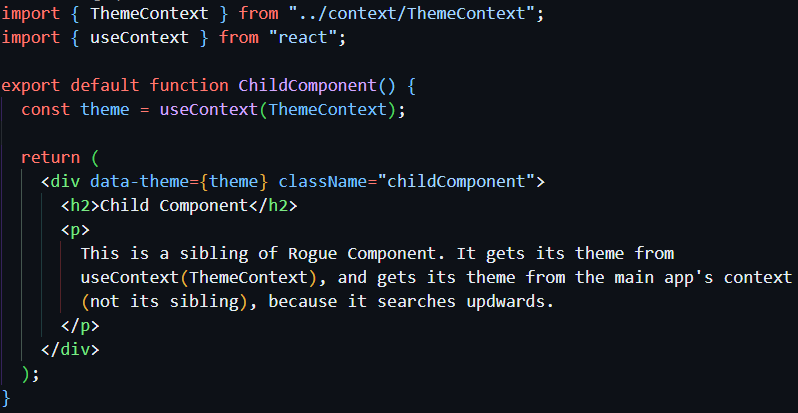 import { ThemeContext } from "../context/ThemeContext";
import { useContext } from "react";
export default function ChildComponent() {
const theme = useContext(ThemeContext);
return (
<div data-theme={theme} className="childComponent">
<h2>Child Component</h2>
<p>
This is a sibling of Rogue Component. It gets its theme from
useContext(ThemeContext), and gets its theme from the main app's context
(not its sibling), because it searches updwards.
</p>
</div>
);
}